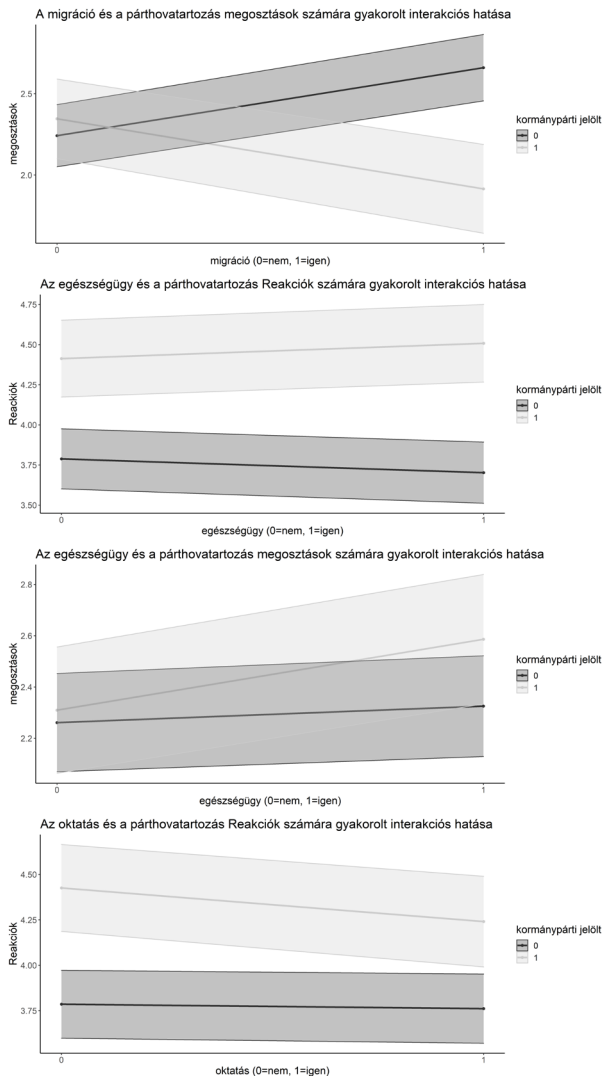 A migráció és a párthovatartozás megosztások számára gyakorolt interakciós hatása
megosztások
2.5
2.0
0
1
migráció (0=nem, 1=igen)
kormánypárti jelölt
0
1
Az egészségügy és a párthovatartozás Reakciók számára gyakorolt interakciós hatása
Reackiók
4.75
4.50
4.25
4.00
3.75
3.50
0
1
egészségügy (0=nem, 1=igen)
kormánypárti jelölt
0
1
Az egészségügy és a párthovatartozás megosztások számára gyakorolt interakciós hatása
megosztások
2.8
2.6
2.4
2.2
0
1
egészségügy (0=nem, 1=igen)
kormánypárti jelölt
0
1
Az oktatás és a párthovatartozás Reakciók számára gyakorolt interakciós hatása
Reakciók
4.50
4.25
4.00
3.75
0
1
oktatás (0=nem, 1=igen)
kormánypárti jelölt
0
1